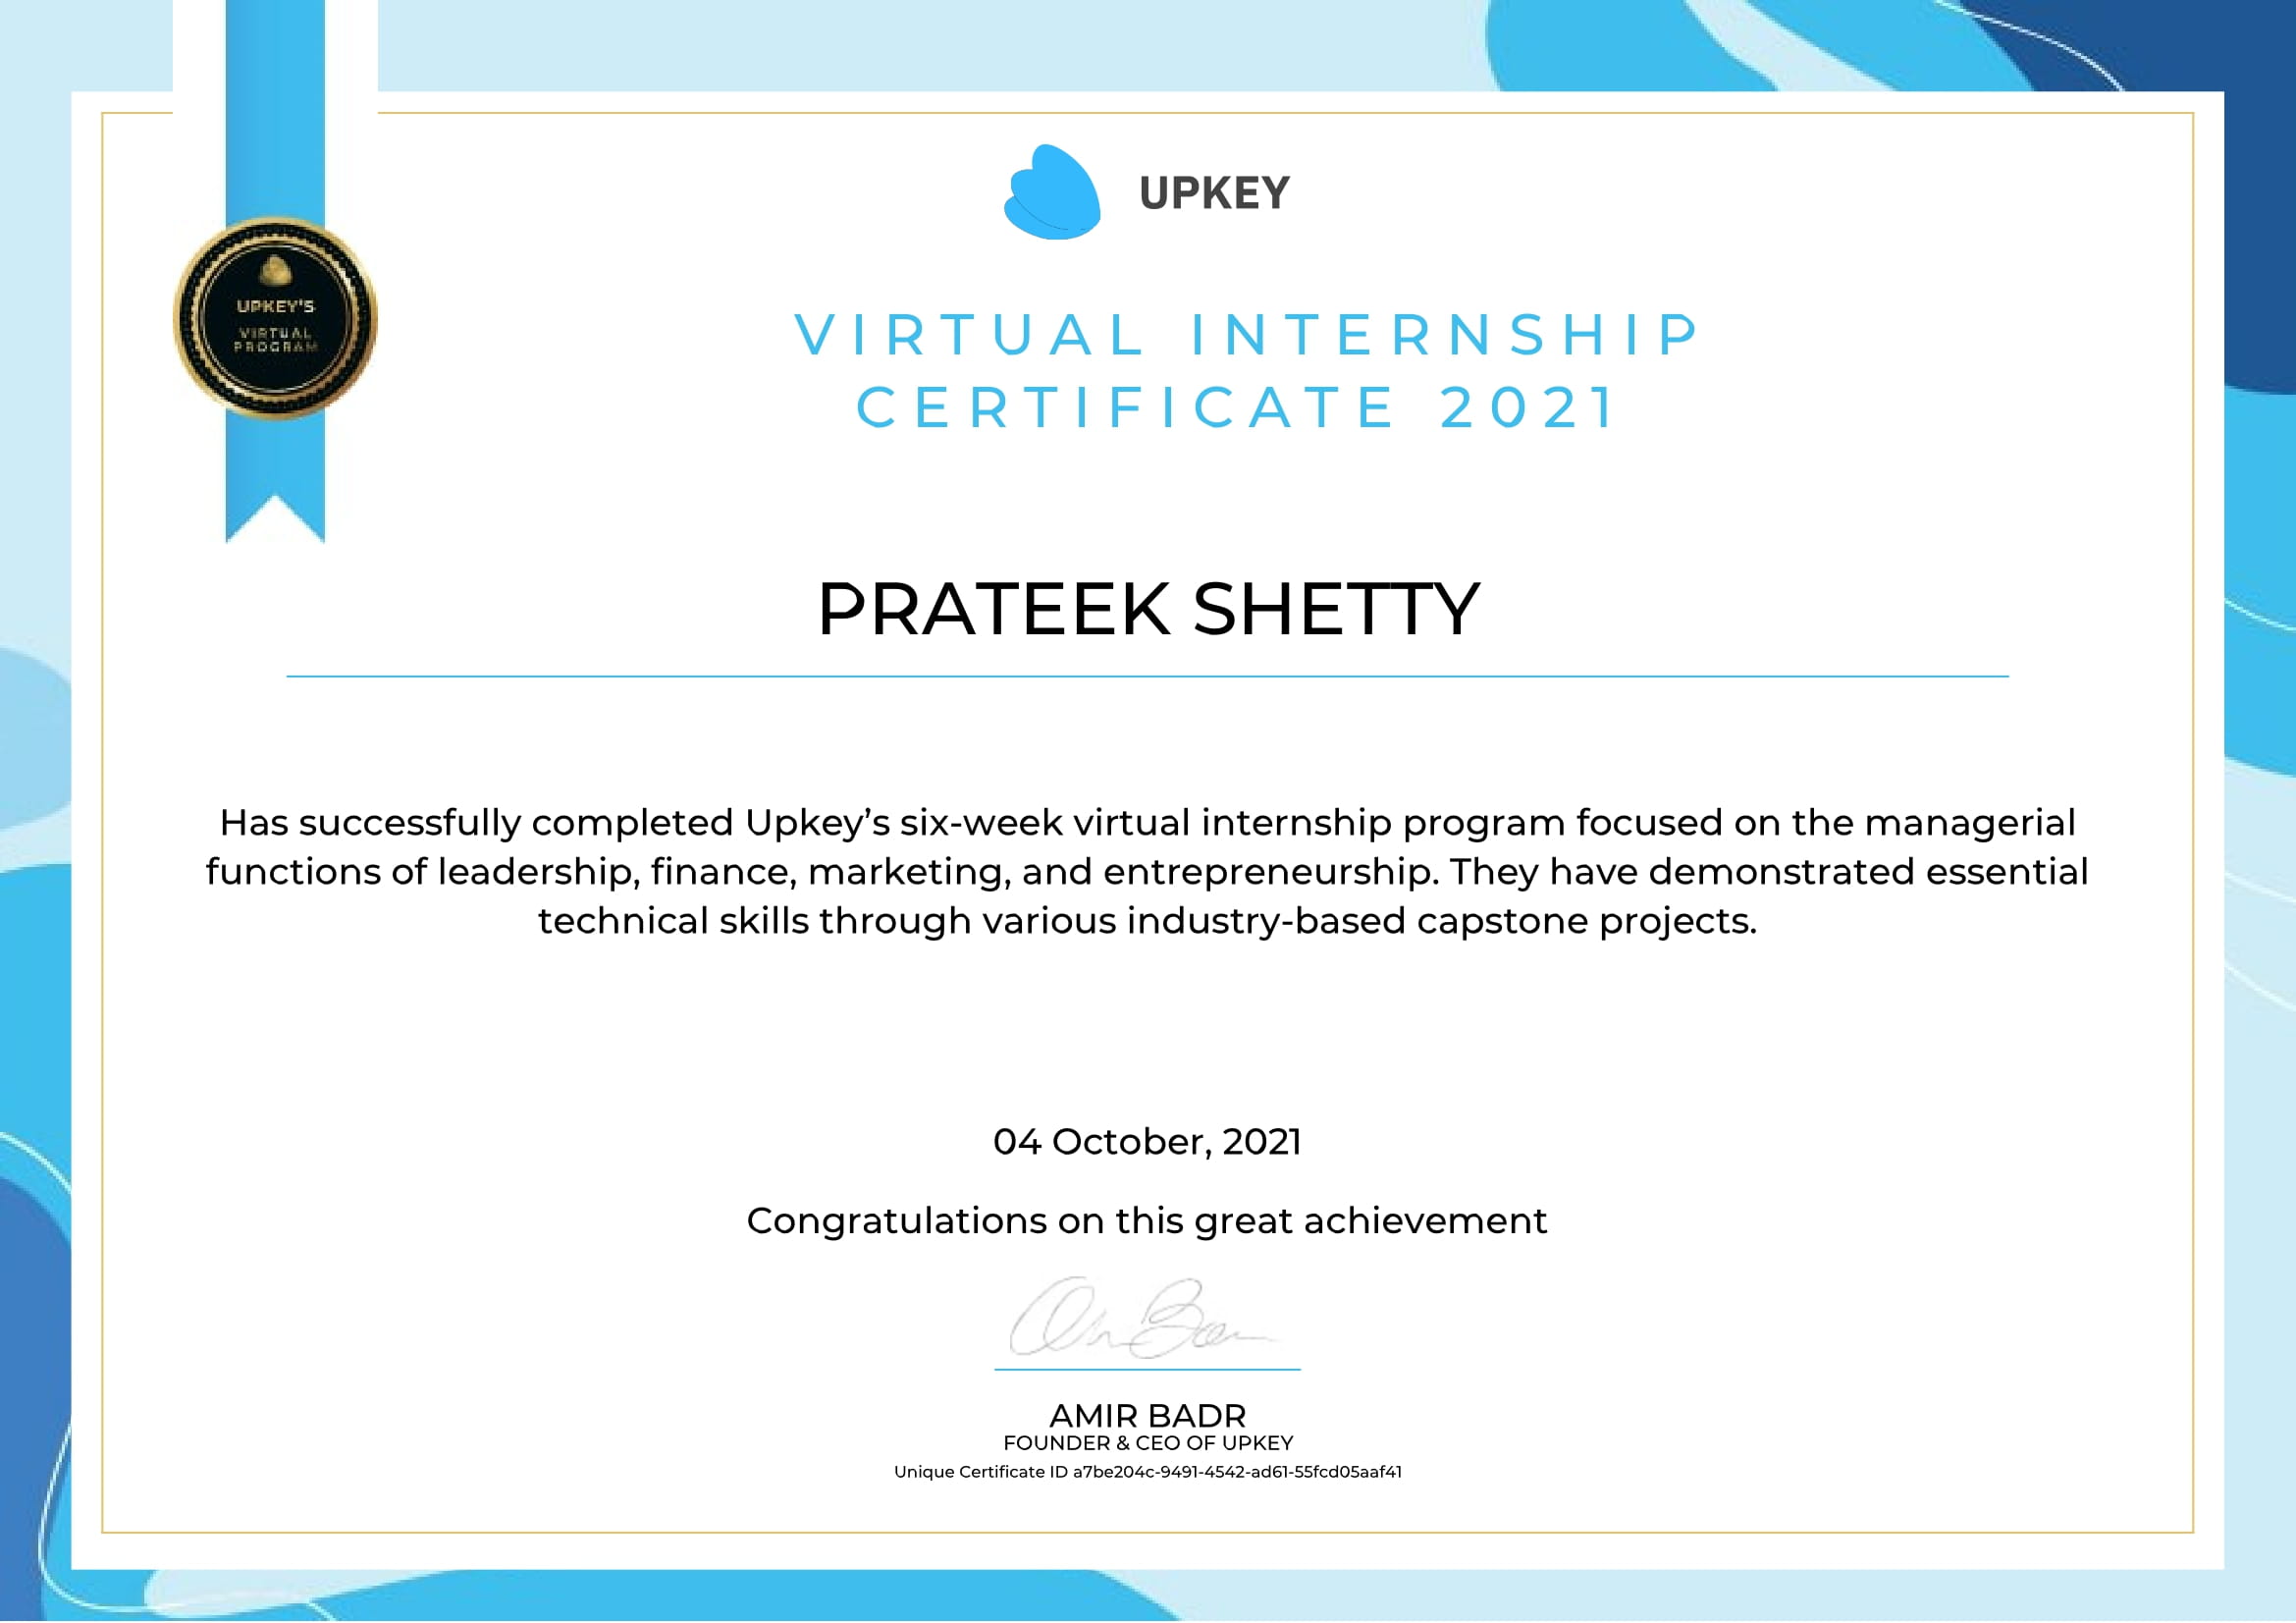 UPKEY
UPKEY'S
VIRTUAL
PROGRAM
VIRTUAL INTERNSHIP
CERTIFICATE 2021
PRATEEK SHETTY
Has successfully completed Upkey’s six-week virtual internship program focused on the managerial
functions of leadership, finance, marketing, and entrepreneurship. They have demonstrated essential
technical skills through various industry-based capstone projects.
04 October, 2021
Congratulations on this great achievement
AMIR BADR
FOUNDER & CEO OF UPKEY
Unique Certificate ID a7be204c-9491-4542-ad61-55fcd05aaf41